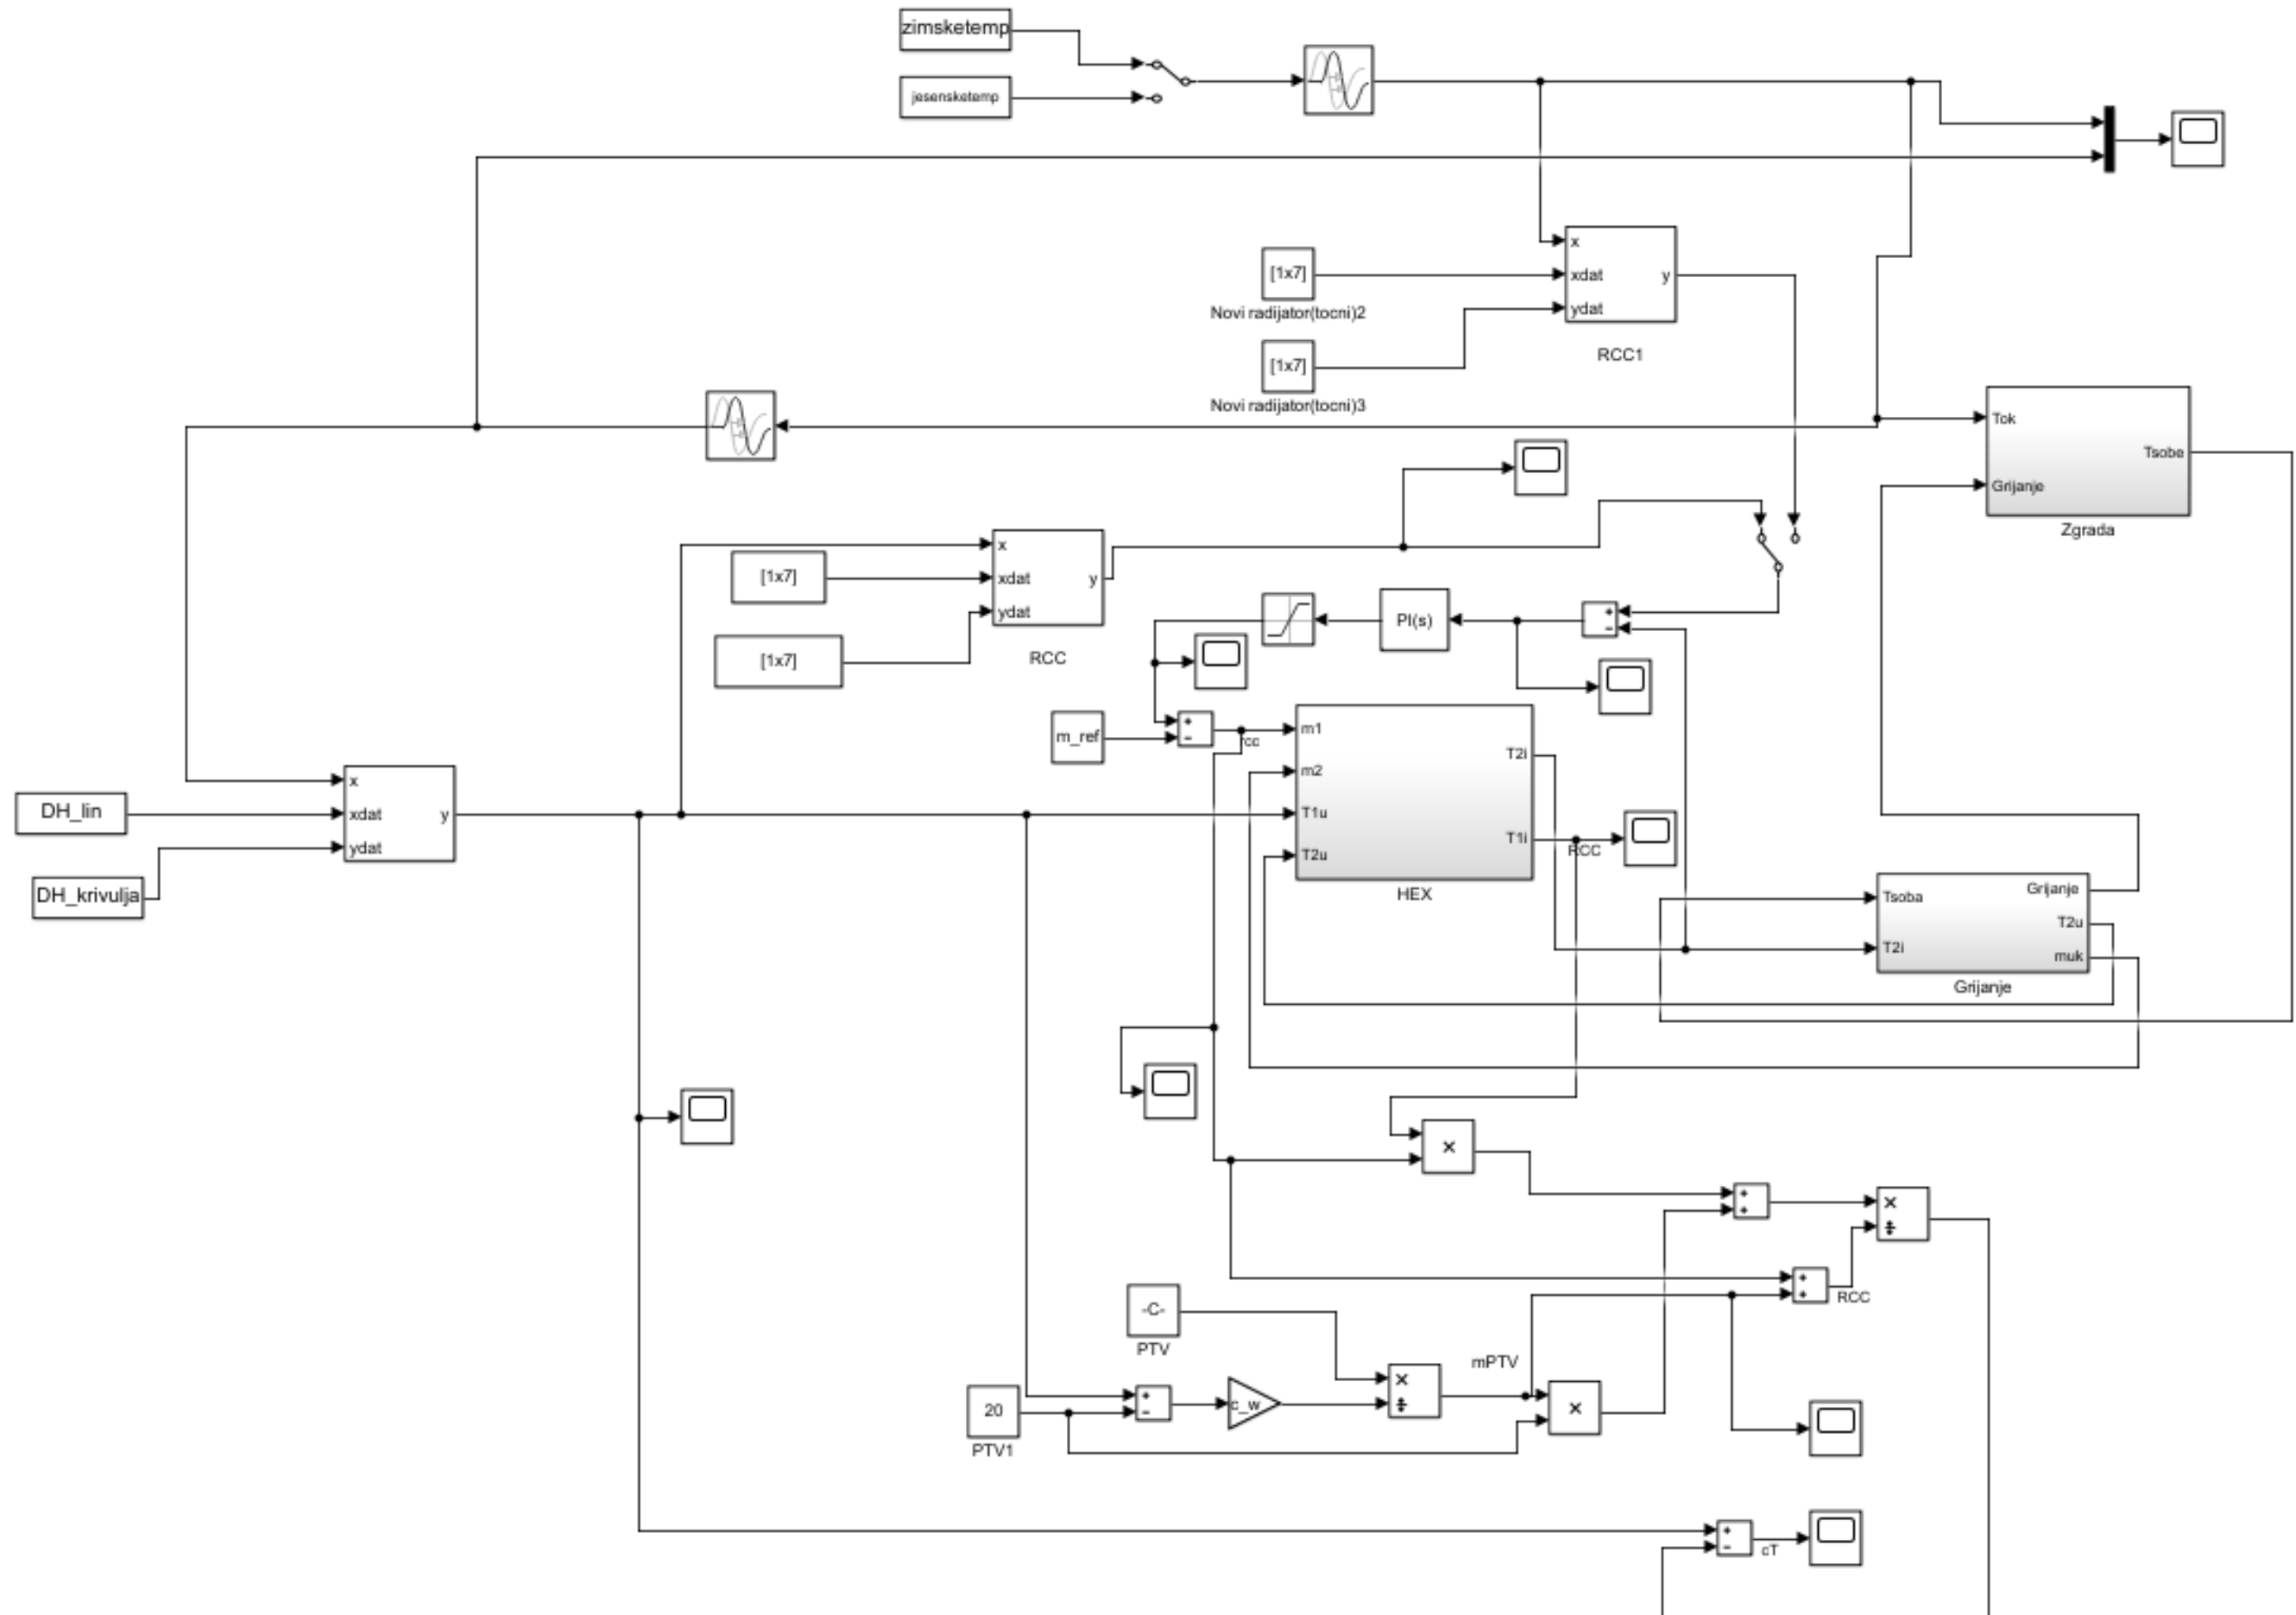 zimsketemp
jesensketemp
x
[1x7]
xdat
y
Novi radijator(tocni)2
ydat
RCC1
[1x7]
Novi radijator(tocni)3
Tok
Tsobe
Grijanje
Zgrada
x
[1x7]
xdat
y
ydat
[1x7]
RCC
PI(s)
+
-
m_ref
+
-
rcc
m1
T2i
m2
T1u
T1i
RCC
T2u
HEX
x
DH_lin
xdat
y
ydat
DH_krivulja
Tsoba
Grijanje
T2u
T2i
muk
Grijanje
×
+
+
×
÷
+
+
RCC
-C-
PTV
mPTV
×
÷
20
+
-
c_w
×
PTV1
+
-
cT